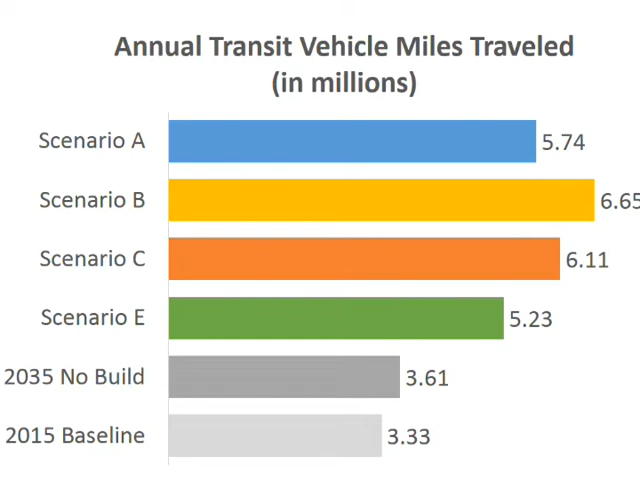 Annual Transit Vehicle Miles Traveled
(in millions)
Scenario A 5.74
Scenario B 6.65
Scenario C 6.11
Scenario E 5.23
2035 No Build 3.61
2015 Baseline 3.33